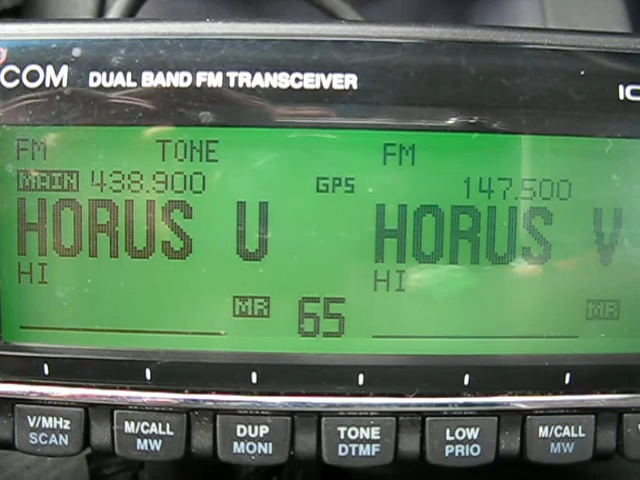 COM DUAL BAND FM TRANSCEIVER IC
FM TONE FM
MAIN 438.900 GPS 147.500
HORUS U HORUS V
HI HI
MR 65 MR
V/MHz M/CALL DUP TONE LOW M/CALL V
SCAN MW MONI DTMF PRIO MW